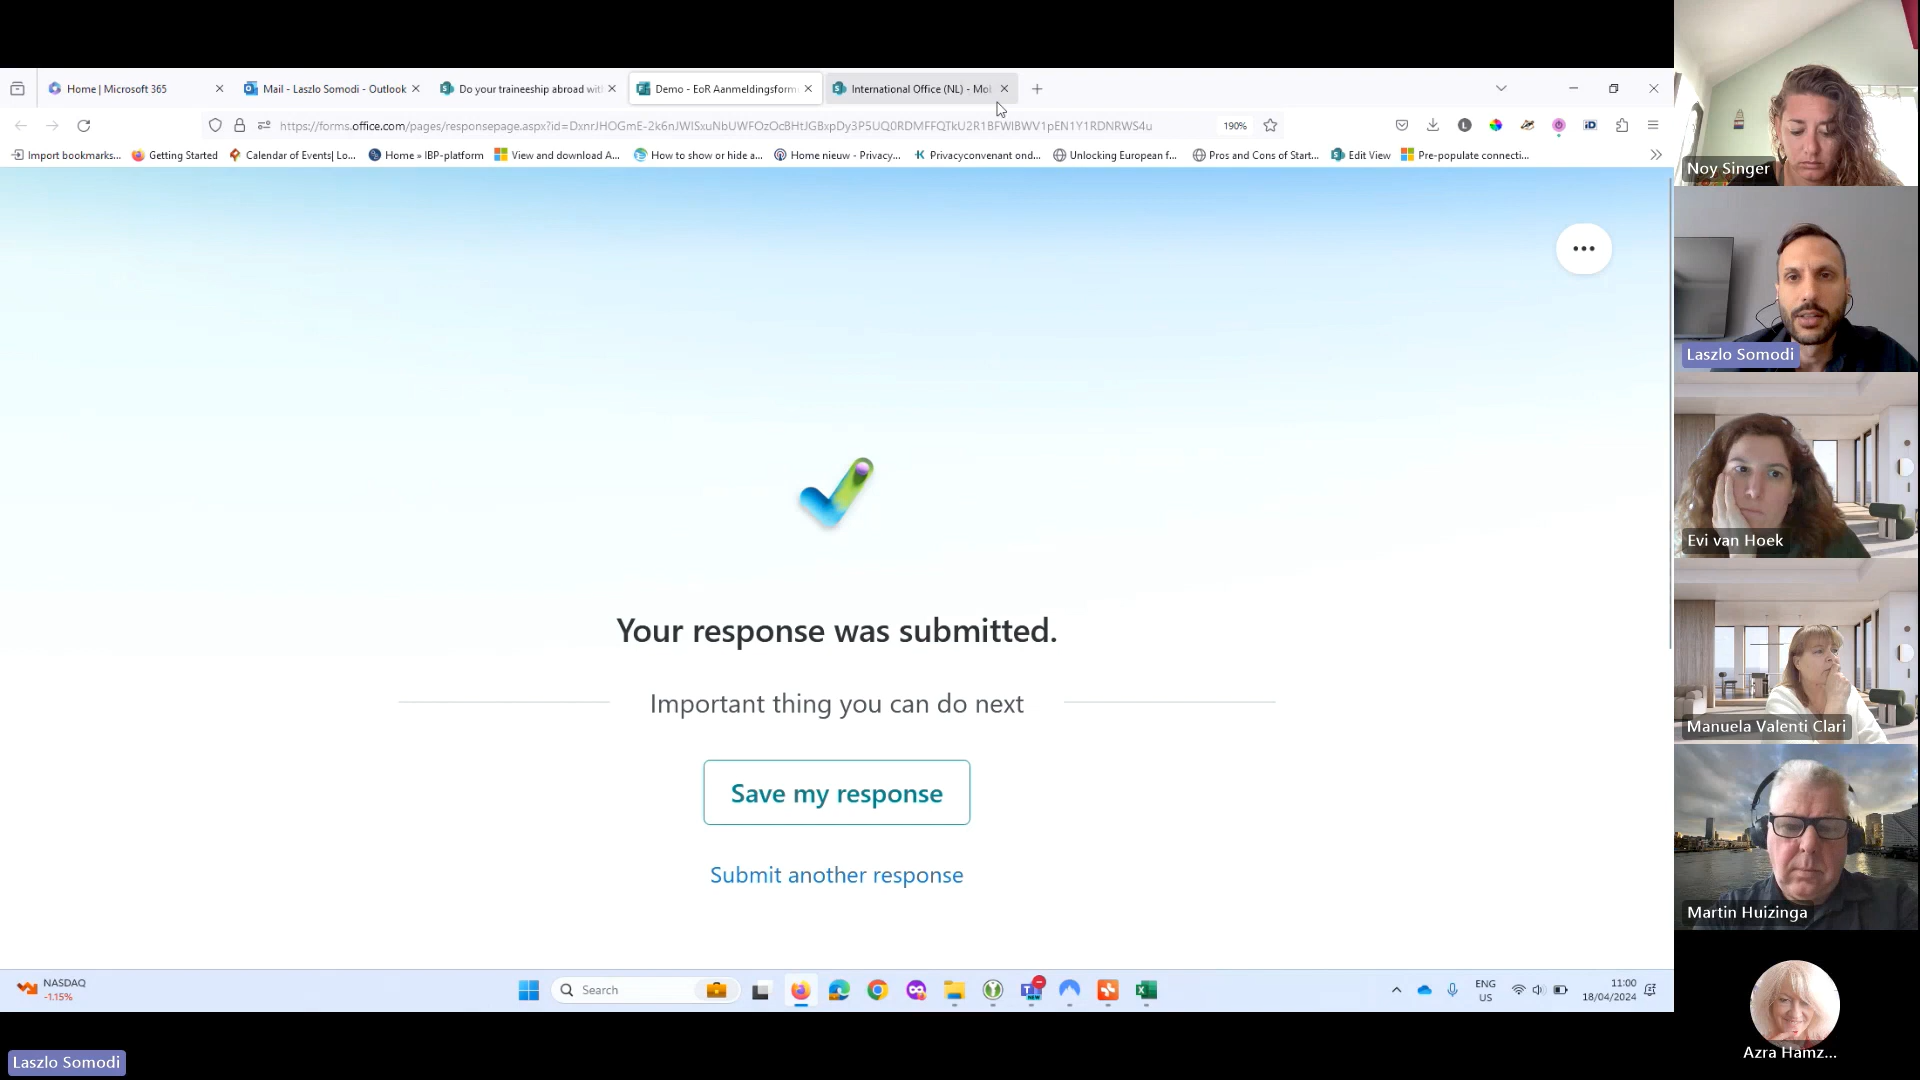 Home | Microsoft 365
Mail - Laszlo Somodi - Outlook
Do your traineeship abroad wit
Demo - EoR Aanmeldingsform
International Office (NL) - Mo
https://forms.office.com/pages/responsepage.aspx?id=DxnrJHOGmE-2k6nJWISxuNbUWFOzOcBHtJGBxpDy3P5UQ0RDMFFQTkU2R1BFWlBWV1pEN1Y1RDNRWS4u
190%
Import bookmarks...
Getting Started
Calendar of Events| Lo...
Home » IBP-platform
View and download A...
How to show or hide a...
Home nieuw - Privacy...
Privacyconvenant ond...
Unlocking European f...
Pros and Cons of Start...
Edit View
Pre-populate connecti...
Your response was submitted.
Important thing you can do next
Save my response
Submit another response
NASDAQ
-1.15%
Search
ENG
US
11:00
18/04/2024
Laszlo Somodi
Noy Singer
Laszlo Somodi
Evi van Hoek
Manuela Valenti Clari
Martin Huizinga
Azra Hamz...